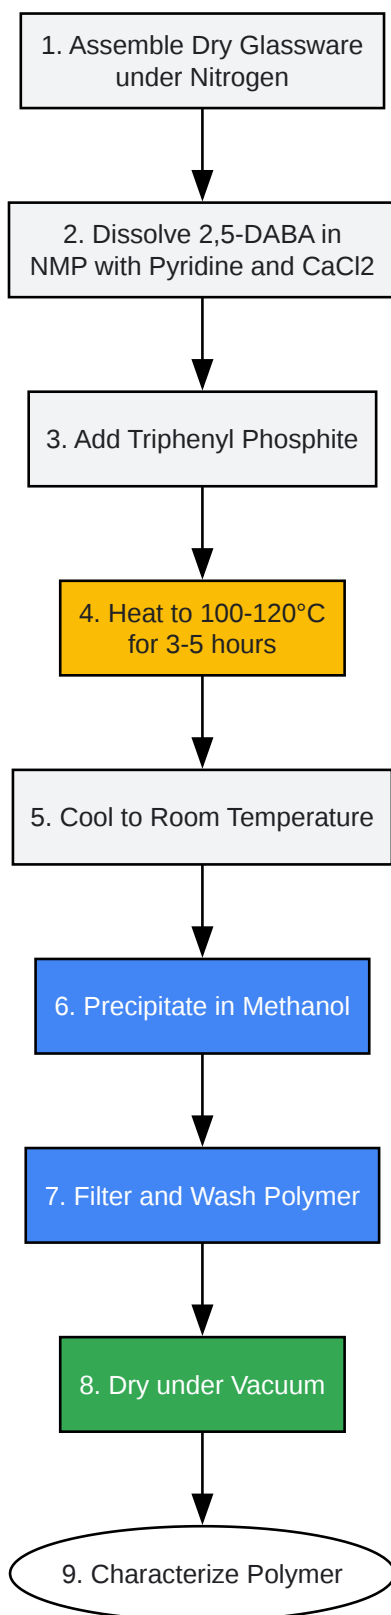 1. Assemble Dry Glassware
under Nitrogen
2. Dissolve 2,5-DABA in
NMP with Pyridine and CaCl2
3. Add Triphenyl Phosphite
4. Heat to 100-120°C
for 3-5 hours
5. Cool to Room Temperature
6. Precipitate in Methanol
7. Filter and Wash Polymer
8. Dry under Vacuum
9. Characterize Polymer